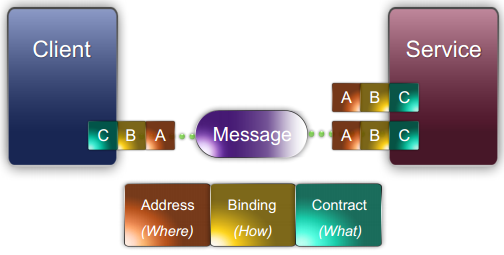 Client
Service
A B C
C B A
Message
A B C
Address
(Where)
Binding
(How)
Contract
(What)